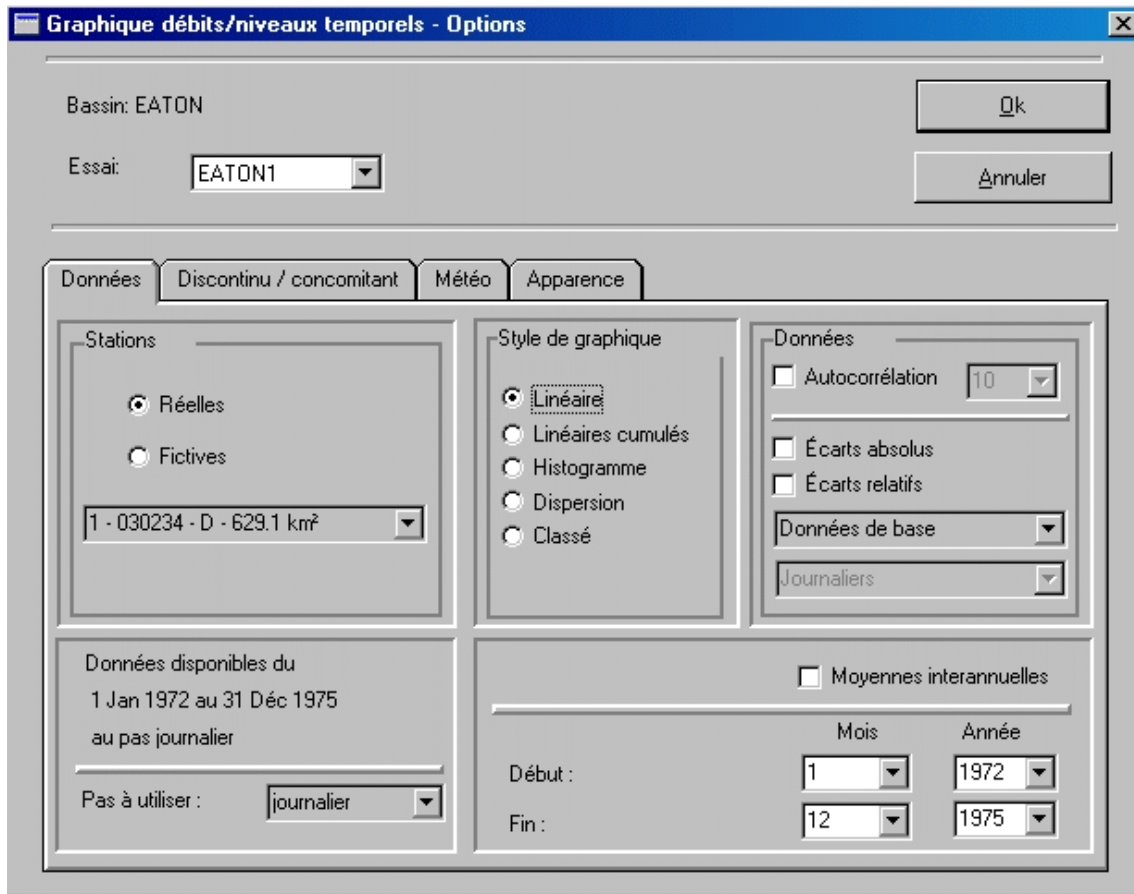 Graphique débits/niveaux temporels - Options
Bassin: EATON
Ok
Essai:
EATON1
Annuler
Données
Discontinu / concomitant
Météo
Apparence
Stations
Réelles
Fictives
1 - 030234 - D - 629.1 km²
Style de graphique
Linéaire
Linéaires cumulés
Histogramme
Dispersion
Classé
Données
Autocorrélation
10
Écarts absolus
Écarts relatifs
Données de base
Journaliers
Données disponibles du
1 Jan 1972 au 31 Déc 1975
au pas journalier
Pas à utiliser :
journalier
Moyennes interannuelles
Mois Année
Début : 1 1972
Fin : 12 1975